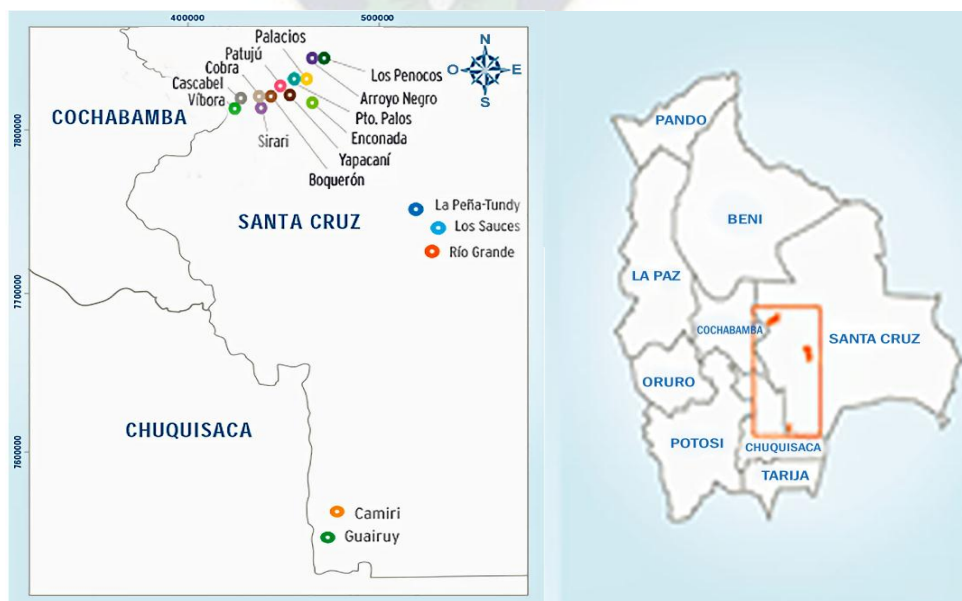 400000
500000
Palacios
Patujú
Cobra
Cascabel
Víbora
Los Penocos
Arroyo Negro
Pto. Palos
Enconada
Yapacaní
Boquerón
Sirari
N
O
E
S
COCHABAMBA
7800000
SANTA CRUZ
La Peña-Tundy
Los Sauces
Río Grande
7700000
CHUQUISACA
7600000
Camiri
Guairuy
PANDO
BENI
LA PAZ
COCHABAMBA
SANTA CRUZ
ORURO
POTOSI
CHUQUISACA
TARIJA